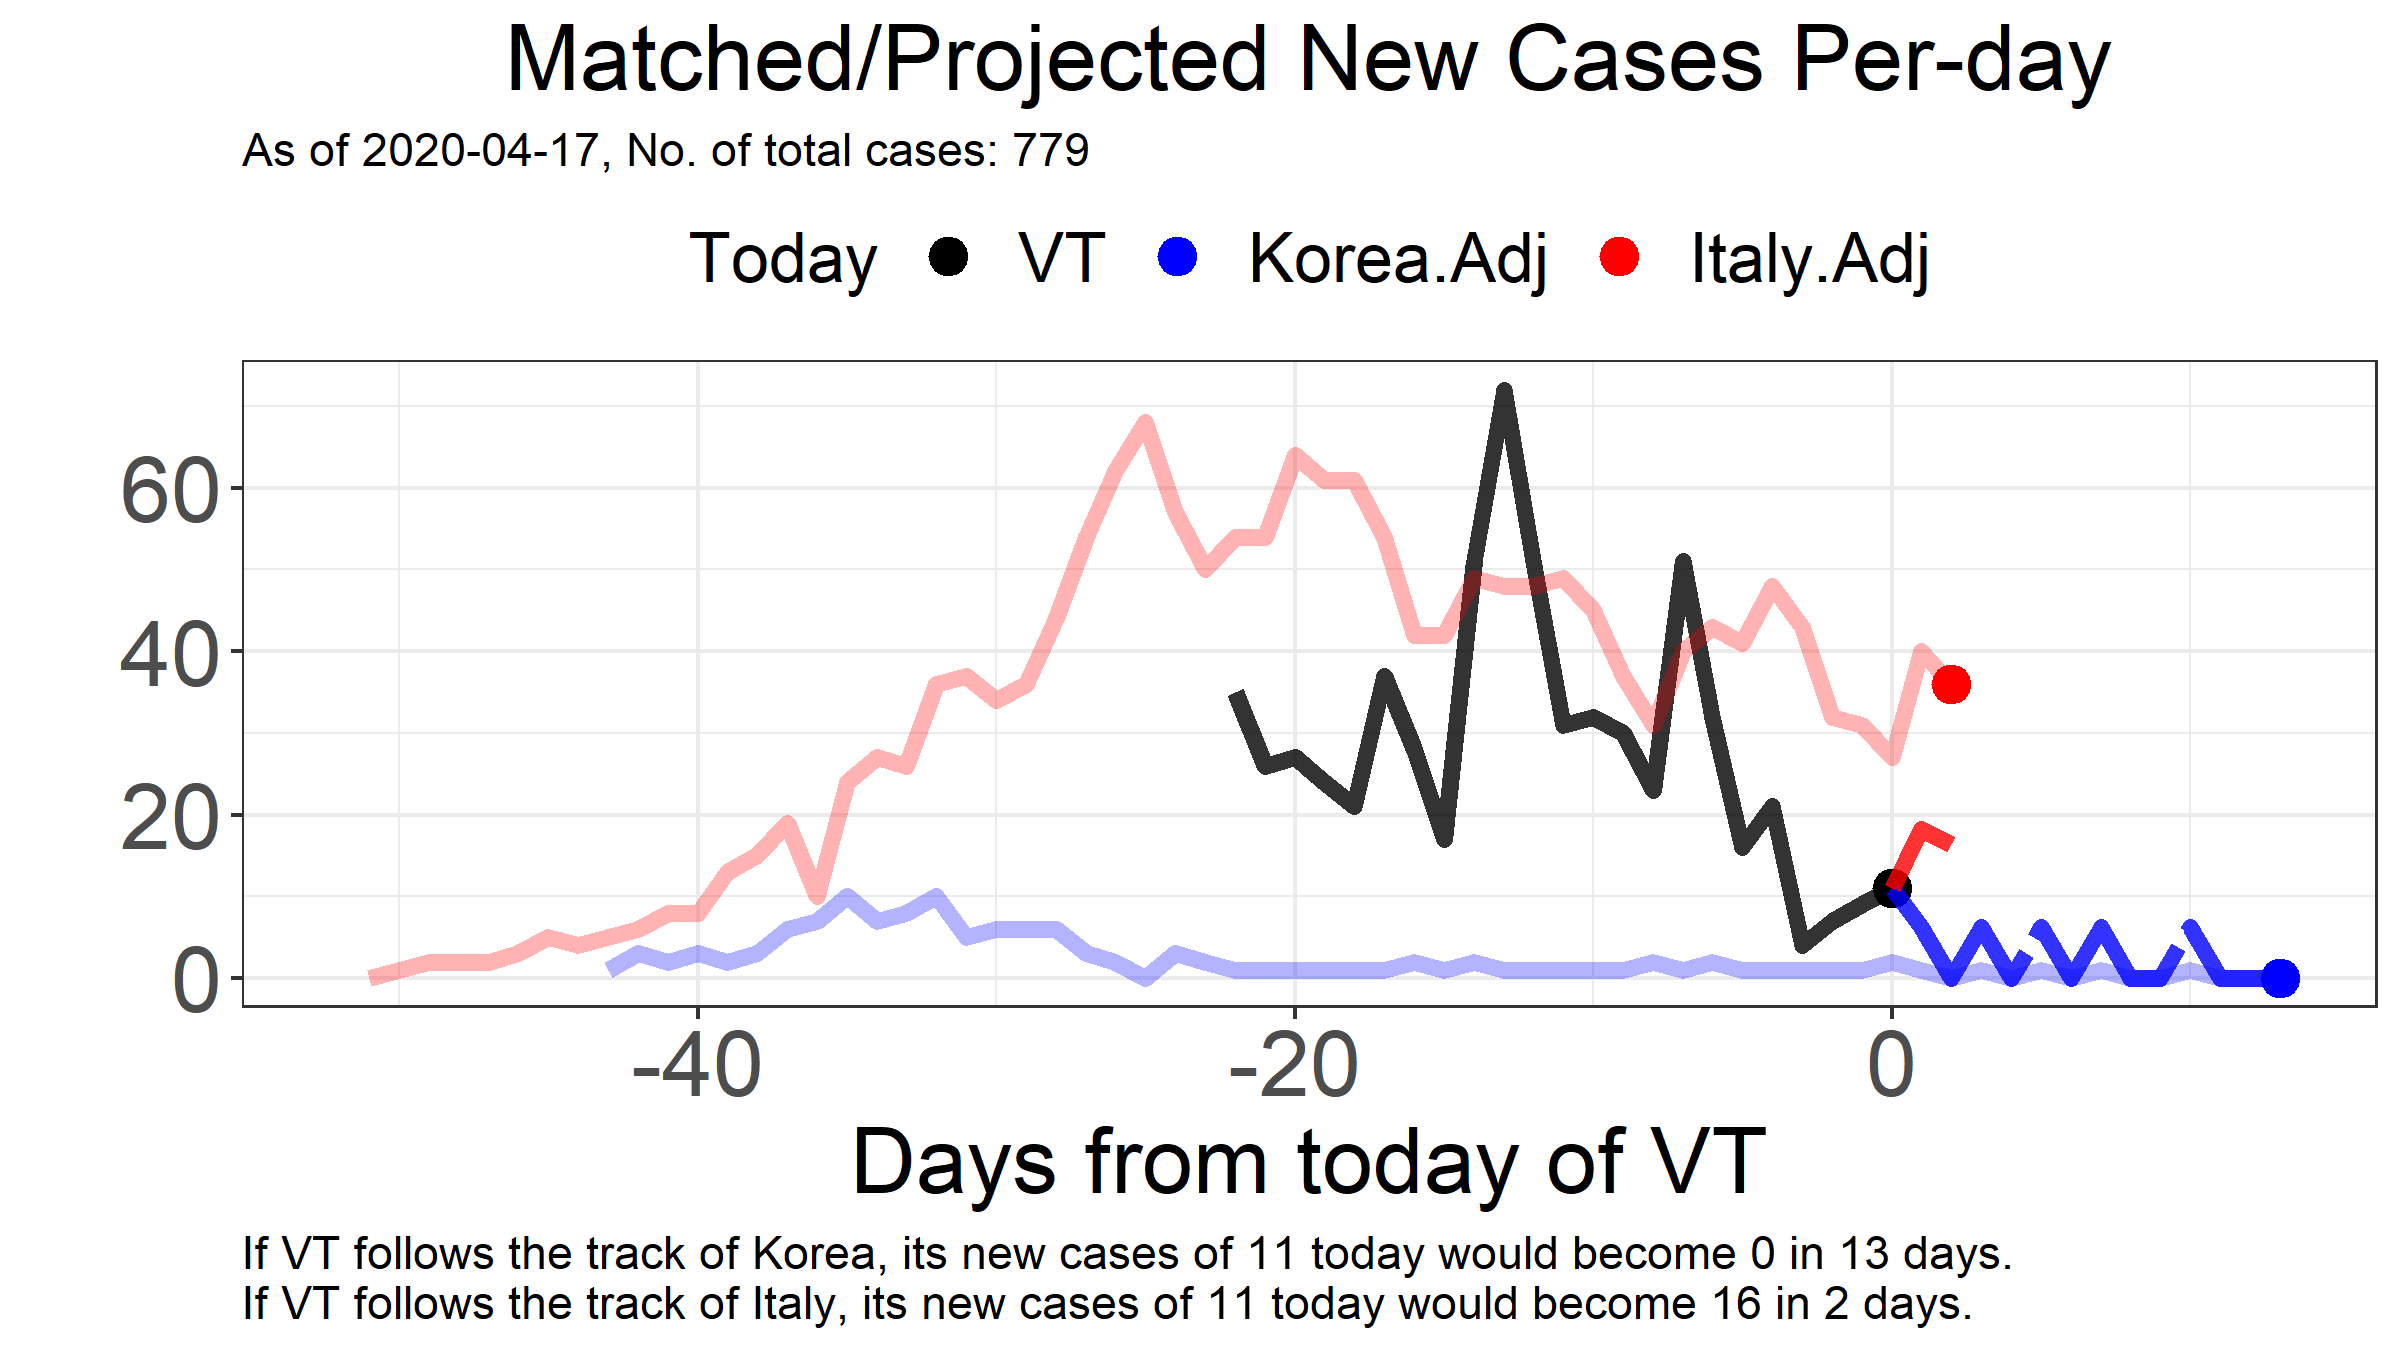 Matched/Projected New Cases Per-day
As of 2020-04-17, No. of total cases: 779
Today VT Korea.Adj Italy.Adj
60
40
20
0
-40 -20 0
Days from today of VT
If VT follows the track of Korea, its new cases of 11 today would become 0 in 13 days.
If VT follows the track of Italy, its new cases of 11 today would become 16 in 2 days.